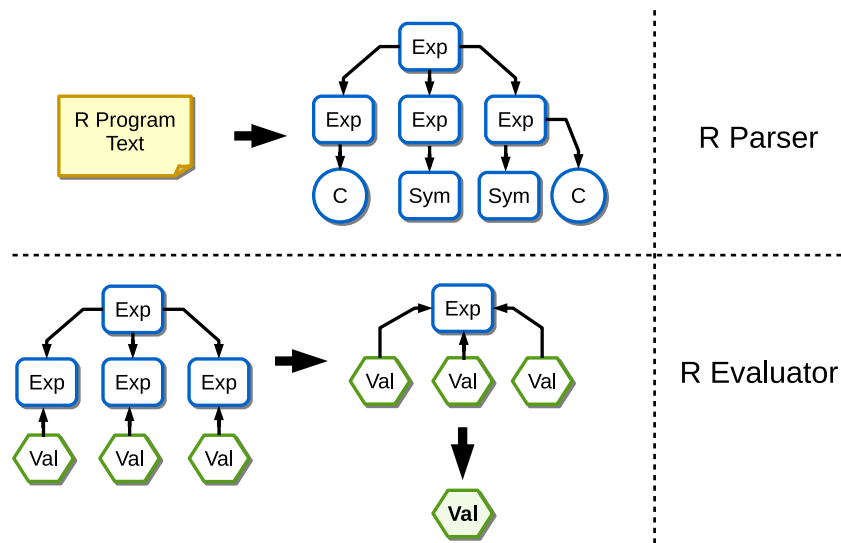 Exp
R Program
Text
Exp
Exp
Exp
R Parser
C
Sym
Sym
C
Exp
Exp
Exp
Exp
Exp
Val
Val
Val
Exp
Val
Val
Val
Val
R Evaluator